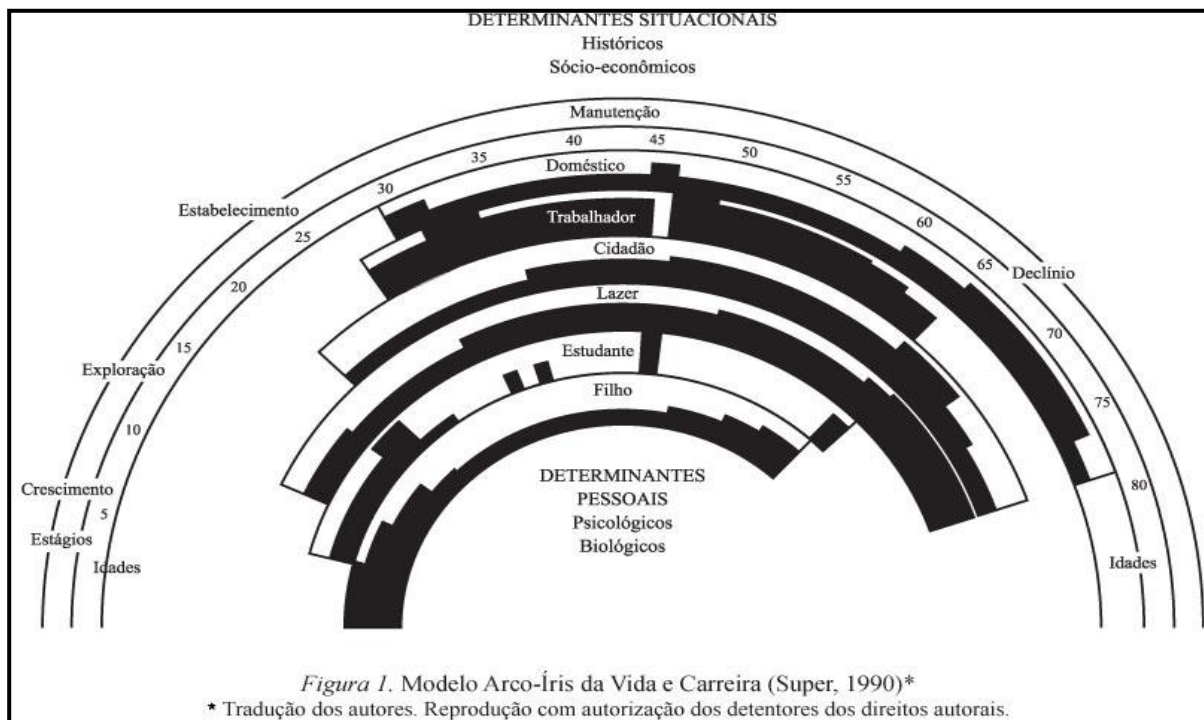 DETERMINANTES SITUACIONAIS
Históricos
Sócio-econômicos
Manutenção
Estabelecimento
Exploração
Crescimento
Estágios
Declínio
Idades
5
10
15
20
25
30
35
40
45
50
55
60
65
70
75
80
Idades
Doméstico
Trabalhador
Cidadão
Lazer
Estudante
Filho
DETERMINANTES
PESSOAIS
Psicológicos
Biológicos
Figura 1. Modelo Arco-Íris da Vida e Carreira (Super, 1990)*
* Tradução dos autores. Reprodução com autorização dos detentores dos direitos autorais.